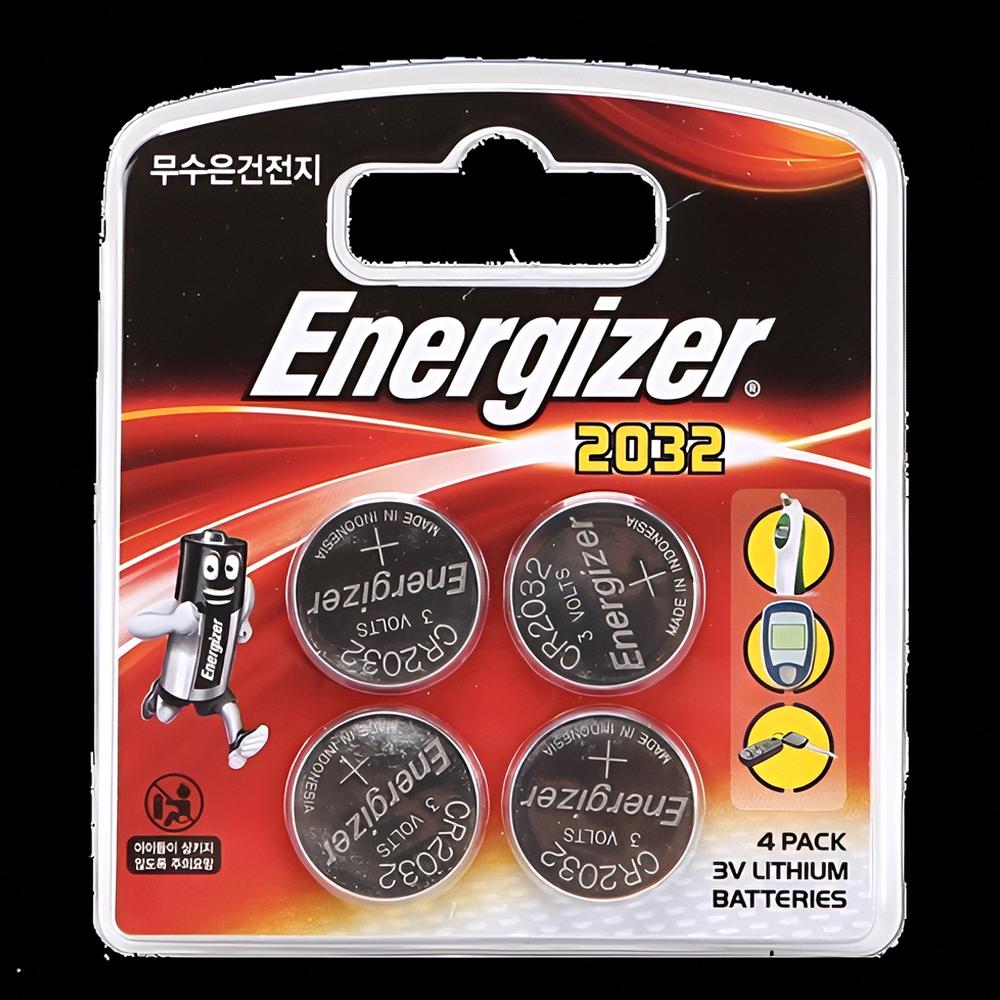 무수은건전지
Energizer®
2032
MADE IN INDONESIA
+
Energizer
3 VOLTS
CR2032
MADE IN INDONESIA
+
Energizer
3 VOLTS
CR2032
Energizer
MADE IN INDONESIA
+
Energizer
3 VOLTS
CR2032
MADE IN INDONESIA
+
Energizer
3 VOLTS
CR2032
아이들이 삼키지
않도록 주의요망
4 PACK
3V LITHIUM
BATTERIES